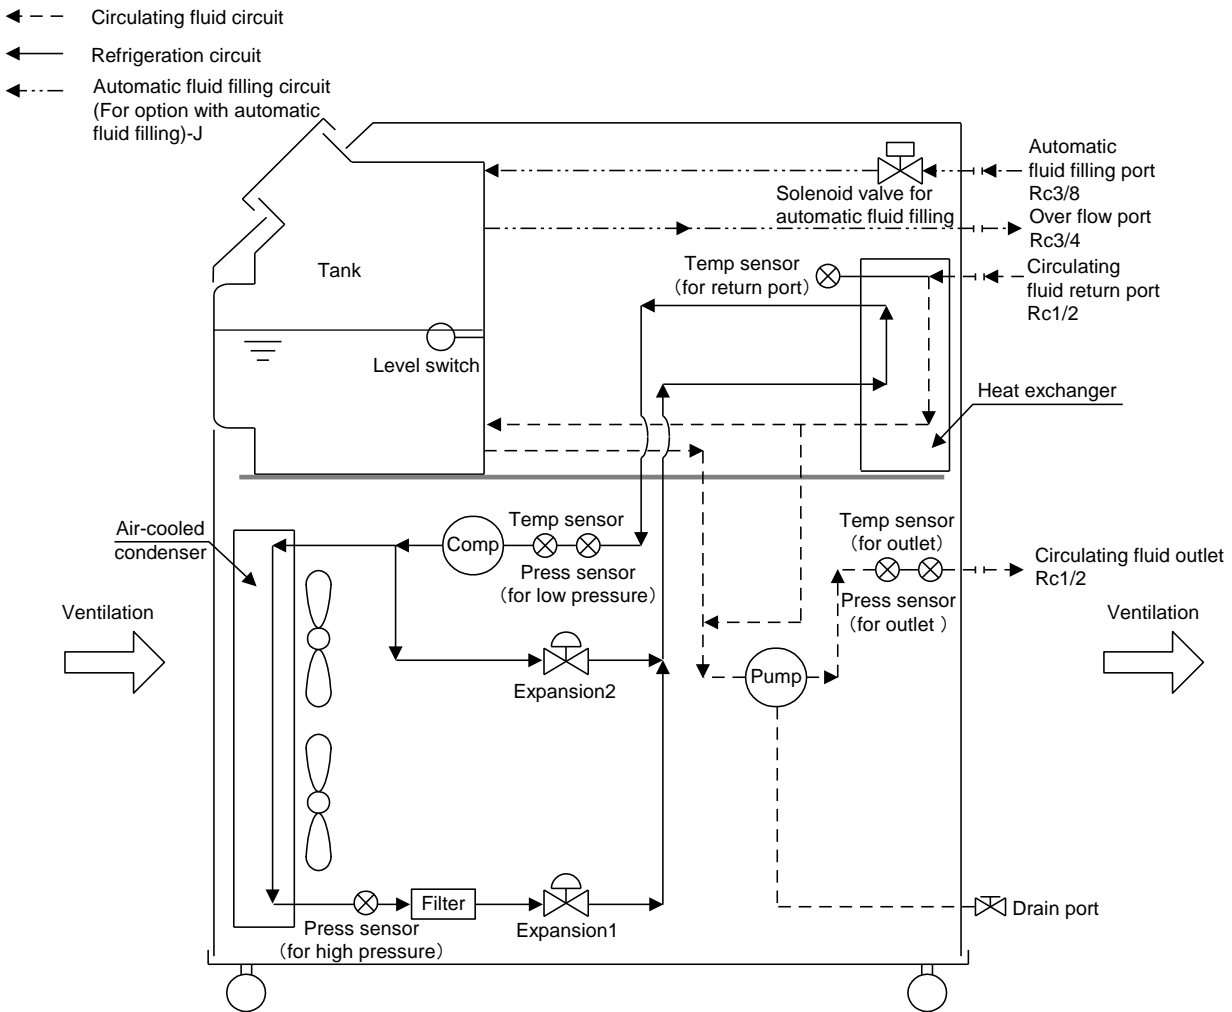 Circulating fluid circuit
Refrigeration circuit
Automatic fluid filling circuit
(For option with automatic
fluid filling)-J
Automatic
fluid filling port
Rc3/8
Solenoid valve for
automatic fluid filling
Over flow port
Rc3/4
Tank
Temp sensor
(for return port)
Circulating
fluid return port
Rc1/2
Level switch
Heat exchanger
Air-cooled
condenser
Comp
Temp sensor
Press sensor
(for low pressure)
Temp sensor
(for outlet)
Press sensor
(for outlet )
Circulating fluid outlet
Rc1/2
Ventilation
Ventilation
Expansion2
Pump
Filter
Press sensor
(for high pressure)
Expansion1
Drain port